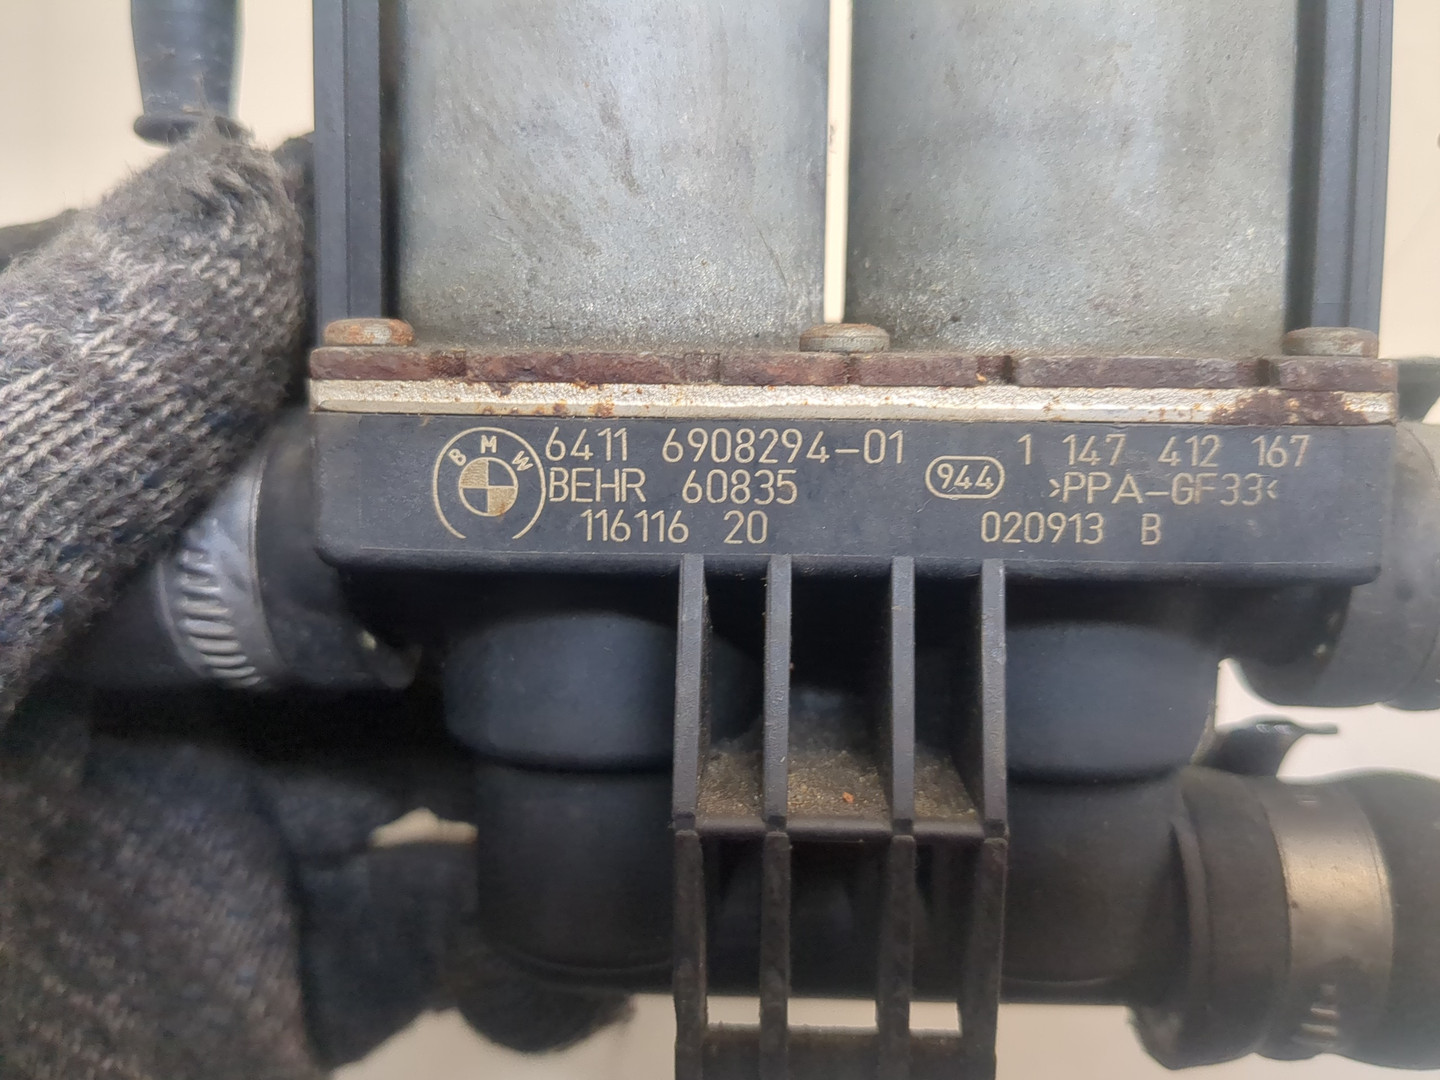 BMW
6411 6908294-01
BEHR 60835
116116 20
944
1 147 412 167
>PPA-GF33<
020913 B